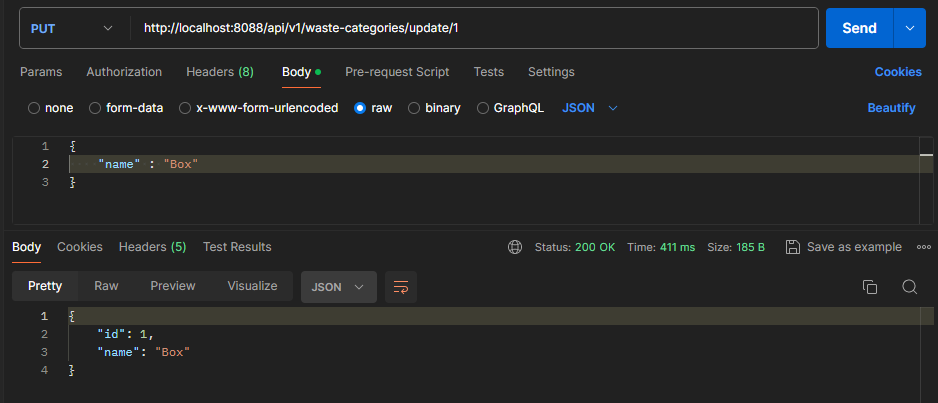 PUT http://localhost:8088/api/v1/waste-categories/update/1 Send
Params Authorization Headers (8) Body Pre-request Script Tests Settings Cookies
none form-data x-www-form-urlencoded raw binary GraphQL JSON Beautify
1 {
2 "name" : "Box"
3 }
Body Cookies Headers (5) Test Results Status: 200 OK Time: 411 ms Size: 185 B Save as example
Pretty Raw Preview Visualize JSON
1 {
2 "id": 1,
3 "name": "Box"
4 }